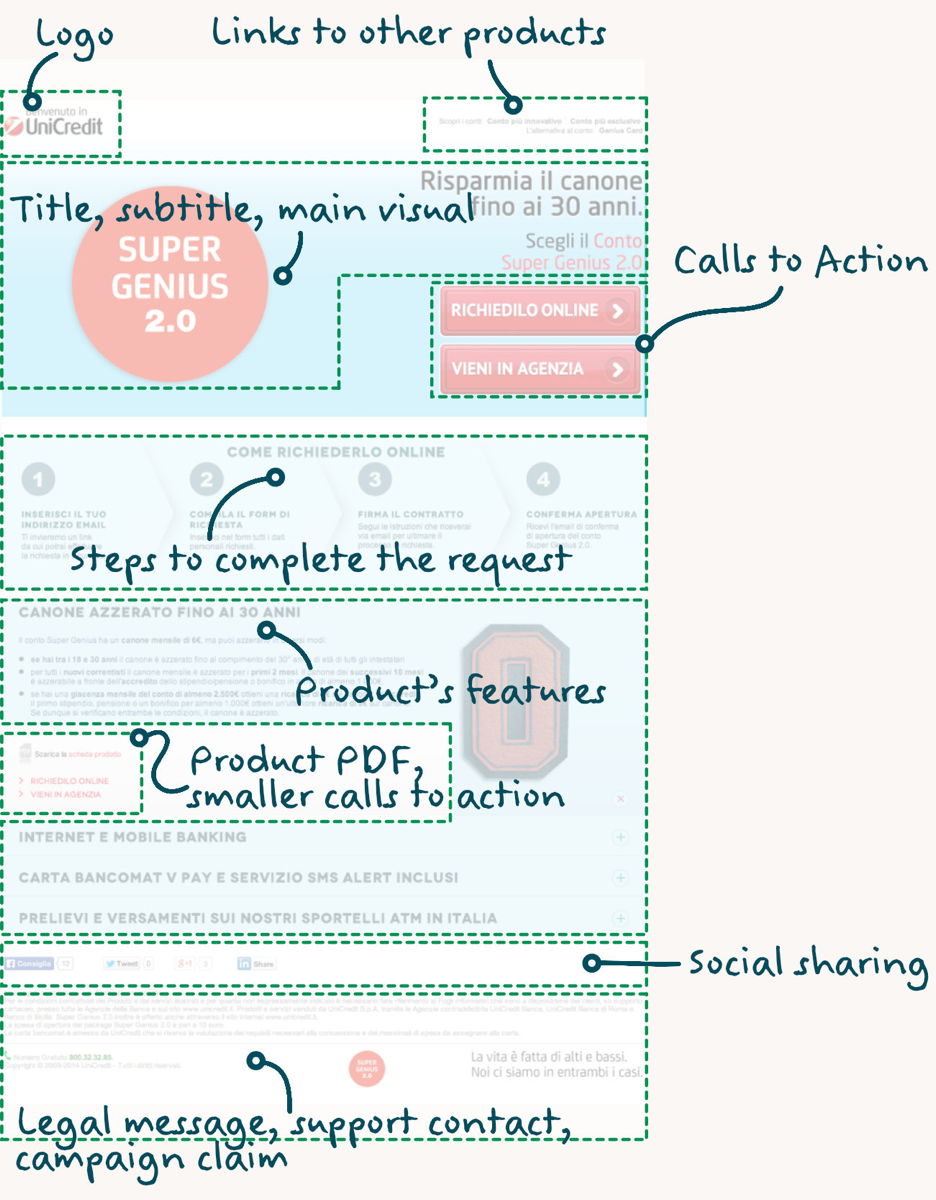 Logo
Links to other products
Benvenuto in
UniCredit
Scopri i conti: Conto più innovativo Conto più esclusivo
L'alternativa al conto: Genius Card
Title, subtitle, main visual
SUPER
GENIUS
2.0
Risparmia il canone
fino ai 30 anni.
Scegli il Conto
Super Genius 2.0
Calls to Action
RICHIEDILO ONLINE
VIENI IN AGENZIA
COME RICHIEDERLO ONLINE
1
INSERISCI IL TUO
INDIRIZZO EMAIL
Ti invieremo un link
da cui potrai
la richiesta
2
IL FORM DI
RICHIESTA
Inserisci nel form tutti i dati
personali richiesti.
3
FIRMA IL CONTRATTO
Segui le istruzioni che riceverai
via email per ultimare il
richiesta.
4
CONFERMA APERTURA
Ricevi l'email di conferma
di apertura del conto
Super Genius 2.0.
Steps to complete the request
CANONE AZZERATO FINO AI 30 ANNI
Il conto Super Genius ha un canone mensile di 6€, ma puoi modi:
se hai tra i 18 e 30 anni il canone è azzerato fino al compimento del 30° di età di tutti gli intestatari
per tutti i nuovi correntisti il canone mensile è azzerato per i primi 2 mesi. Il canone dei successivi 10 mesi
è azzerabile a fronte dell'accredito dello stipendio/pensione o bonifico
se hai una giacenza mensile del conto di almeno 2.500€ ottieni una
il primo stipendio, pensione o un bonifico per almeno 1.000€ ottieni
Se dunque si verificano entrambe le condizioni, il canone è azzerato.
Product's features
O
Scarica la scheda prodotto
RICHIEDILO ONLINE
VIENI IN AGENZIA
Product PDF,
smaller calls to action
INTERNET E MOBILE BANKING
CARTA BANCOMAT V PAY E SERVIZIO SMS ALERT INCLUSI
PRELIEVI E VERSAMENTI SUI NOSTRI SPORTELLI ATM IN ITALIA
Consiglia 12 Tweet 0 g+1 3 in Share
Social sharing
La spesa di apertura del package Super Genius 2.0 è pari a 10 euro.
Numero Gratuito 800.32.32.85.
Copyright © 2009-2014 UniCredit - Tutti i diritti riservati.
SUPER
GENIUS
2.0
La vita è fatta di alti e bassi.
Noi ci siamo in entrambi i casi.
Legal message, support contact,
campaign claim